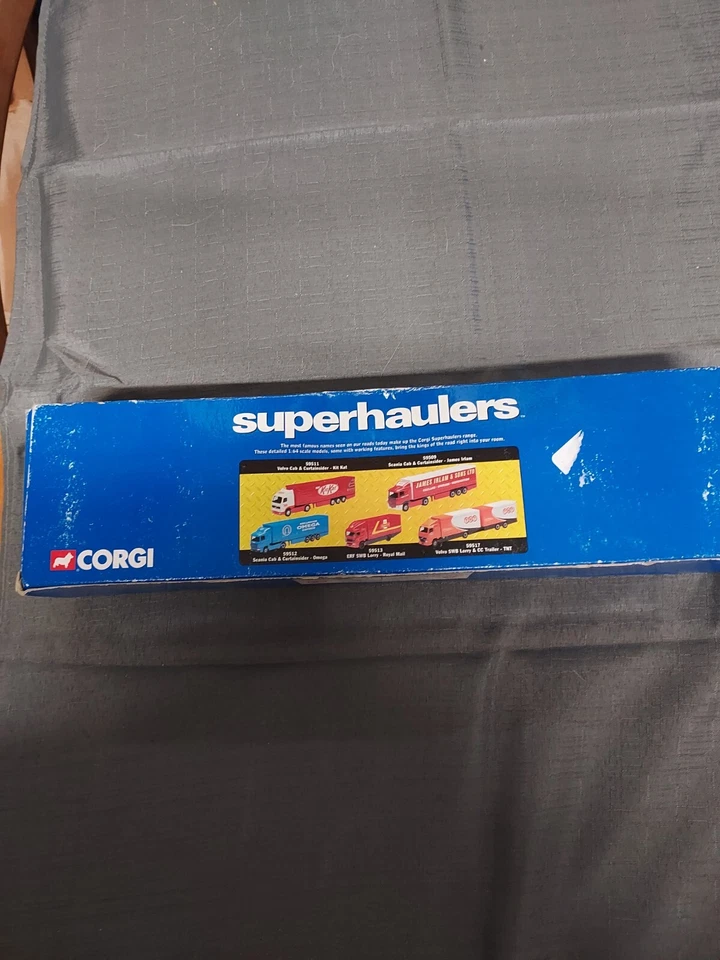 superhaulers
The most famous names seen on our roads today make up the Corgi Superhaulers range.
These detailed 1:64 scale models, some with working features, bring the kings of the road right into your room.
59511
Volvo Cab & Curtainsider - Kit Kat
59509
Scania Cab & Curtainsider - James Irlam
KitKat
JAMES IRLAM & SONS LTD
OMEGA
59512
Scania Cab & Curtainsider - Omega
59513
ERF SWB Lorry - Royal Mail
59517
Volvo SWB Lorry & CC Trailer - TNT
CORGI